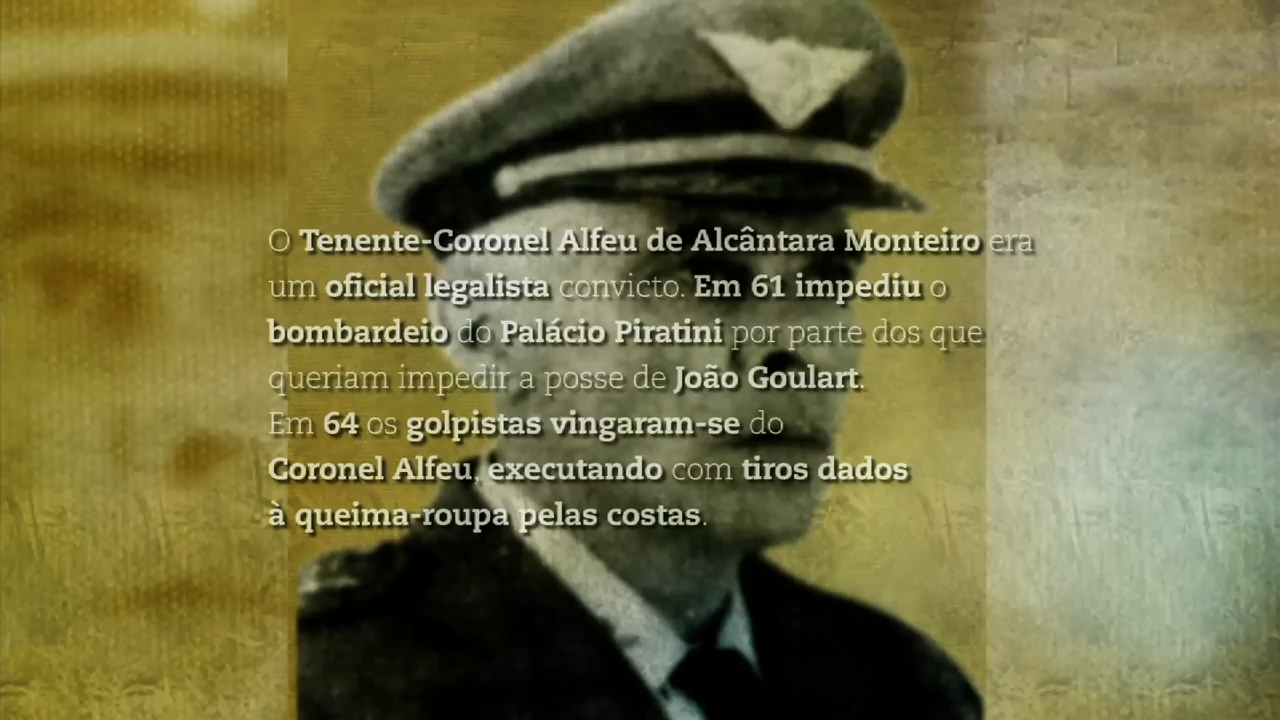 O Tenente-Coronel Alfeu de Alcântara Monteiro era
um oficial legalista convicto. Em 61 impediu o
bombardeio do Palácio Piratini por parte dos que
queriam impedir a posse de João Goulart.
Em 64 os golpistas vingaram-se do
Coronel Alfeu, executando com tiros dados
à queima-roupa pelas costas.